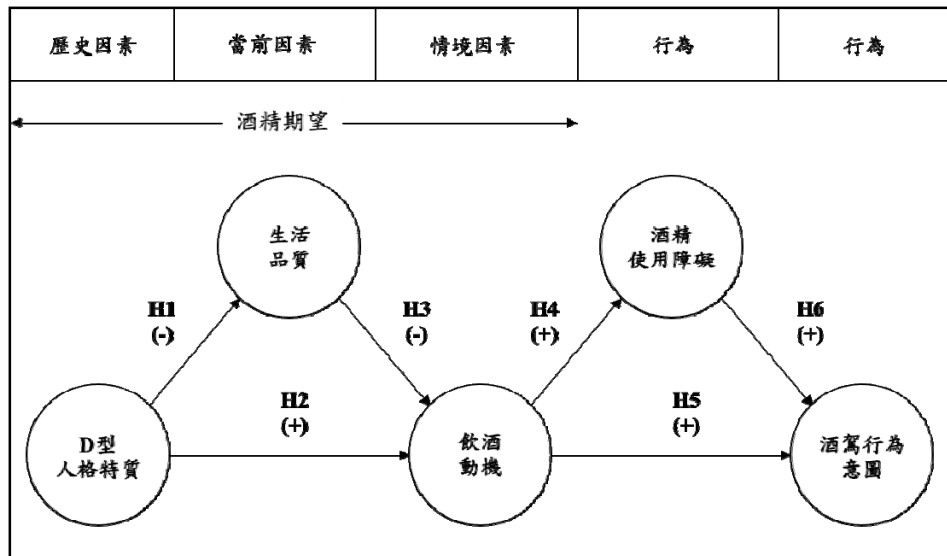 歷史因素 當前因素 情境因素 行為 行為
酒精期望
生活
品質
酒精
使用障礙
H1
(-)
H3
(-)
H4
(+)
H6
(+)
H2
(+)
H5
(+)
D型
人格特質
飲酒
動機
酒駕行為
意圖